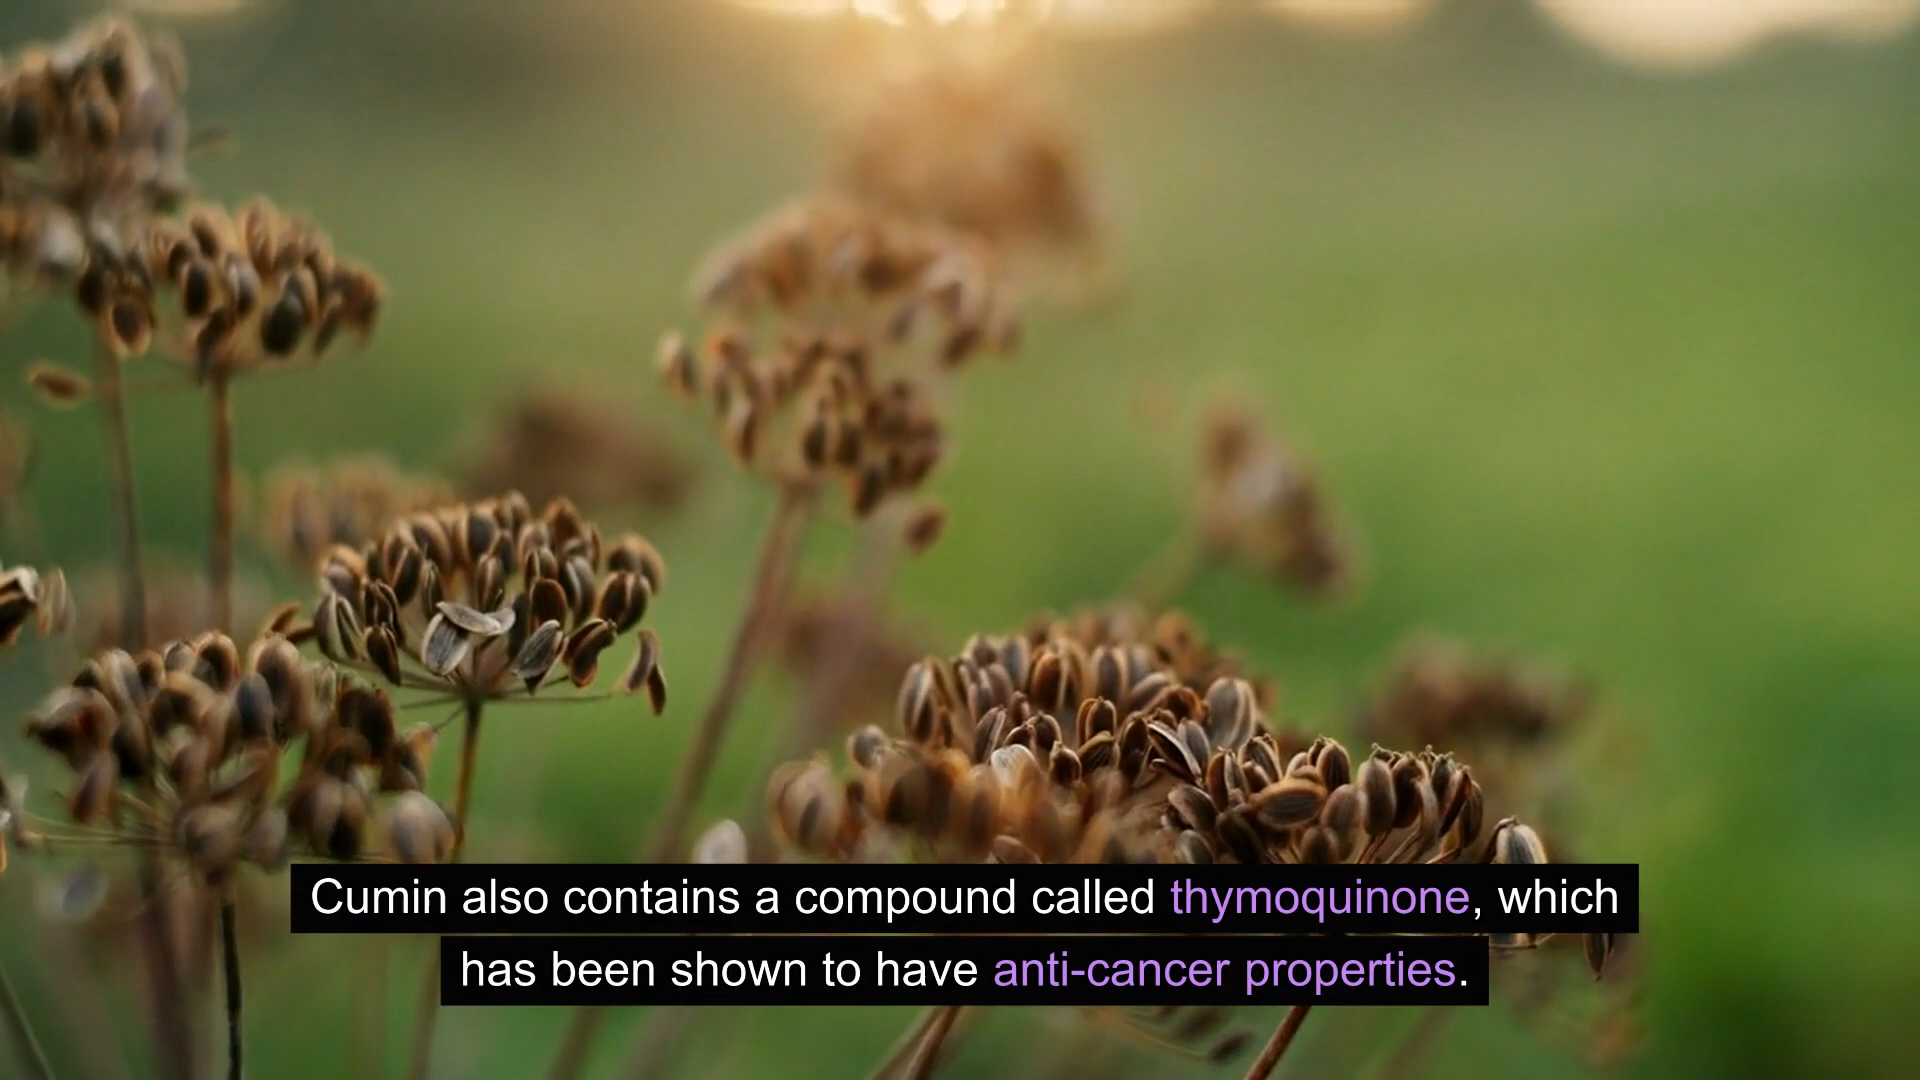 Cumin also contains a compound called thymoquinone, which
has been shown to have anti-cancer properties.